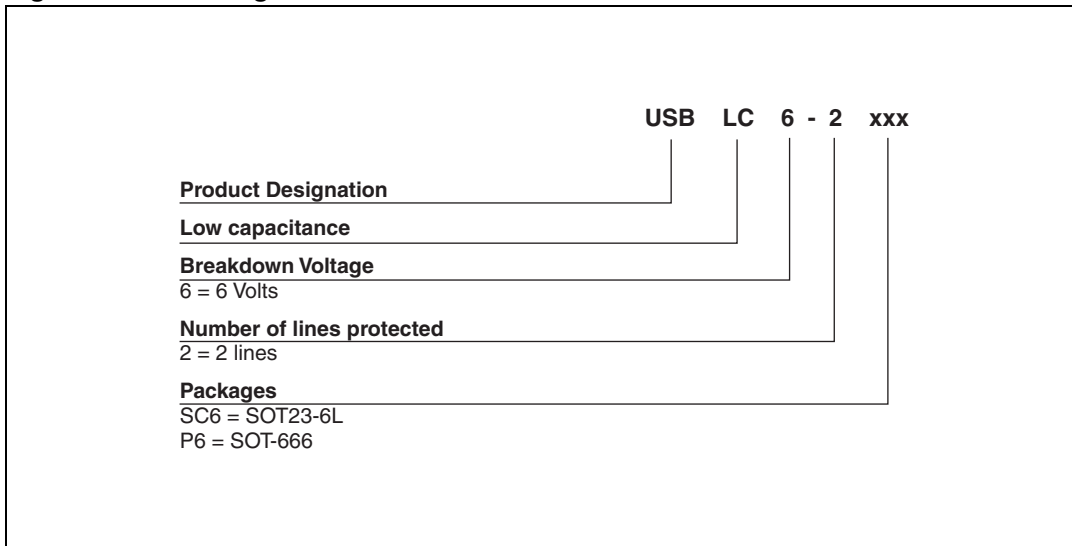 USB LC 6 - 2 xxx
Product Designation
Low capacitance
Breakdown Voltage
6 = 6 Volts
Number of lines protected
2 = 2 lines
Packages
SC6 = SOT23-6L
P6 = SOT-666